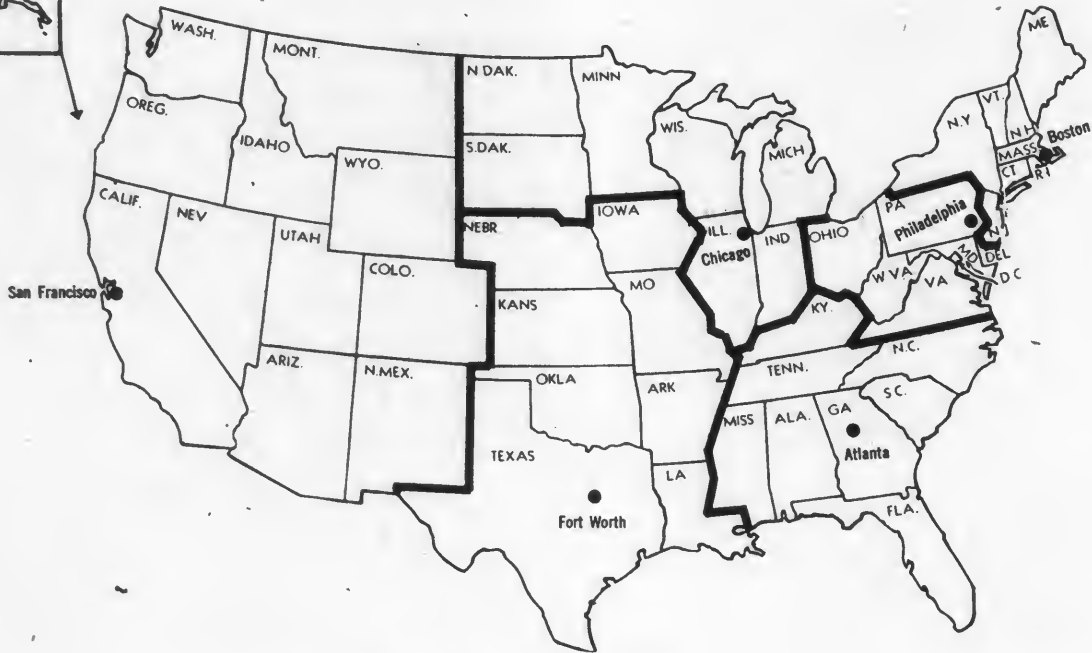 WASH.
MONT.
N DAK.
MINN
ME
OREG.
IDAHO
S.DAK.
WIS.
MICH
N.Y
VT.
N H
Boston
MASS
WYO.
CT
R I
CALIF.
NEV
UTAH
NEBR.
IOWA
ILL.
Chicago
IND
OHIO
PA
Philadelphia
N
MD
DEL
D C
COLO.
San Francisco
KANS
MO
W VA
VA
KY.
ARIZ.
N.MEX.
OKLA
ARK
TENN.
N.C.
S C.
MISS
ALA.
GA
Atlanta
TEXAS
LA
Fort Worth
FLA.